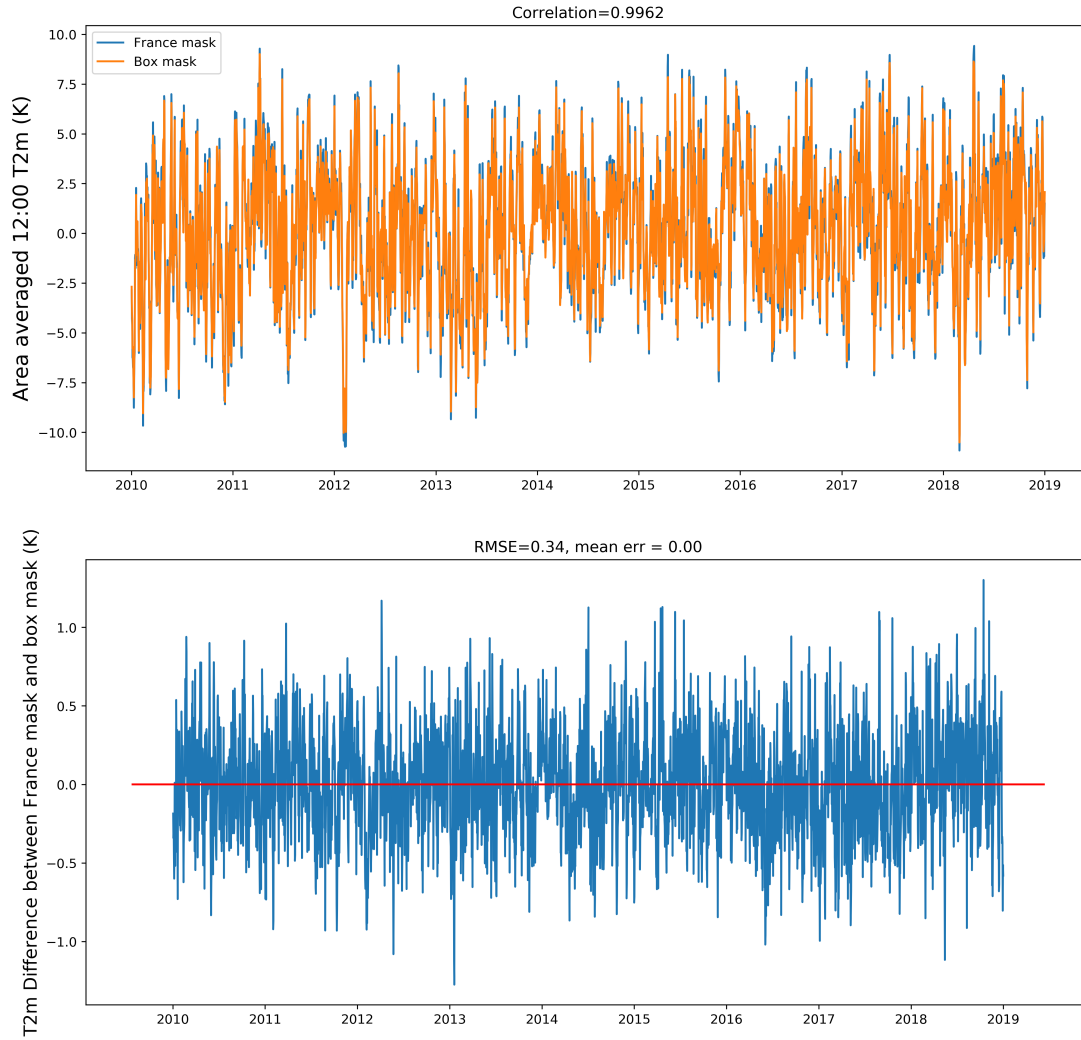 Correlation=0.9962
France mask
Box mask
Area averaged 12:00 T2m (K)
10.0
7.5
5.0
2.5
0.0
−2.5
−5.0
−7.5
−10.0
2010 2011 2012 2013 2014 2015 2016 2017 2018 2019
RMSE=0.34, mean err = 0.00
T2m Difference between France mask and box mask (K)
1.0
0.5
0.0
−0.5
−1.0
2010 2011 2012 2013 2014 2015 2016 2017 2018 2019